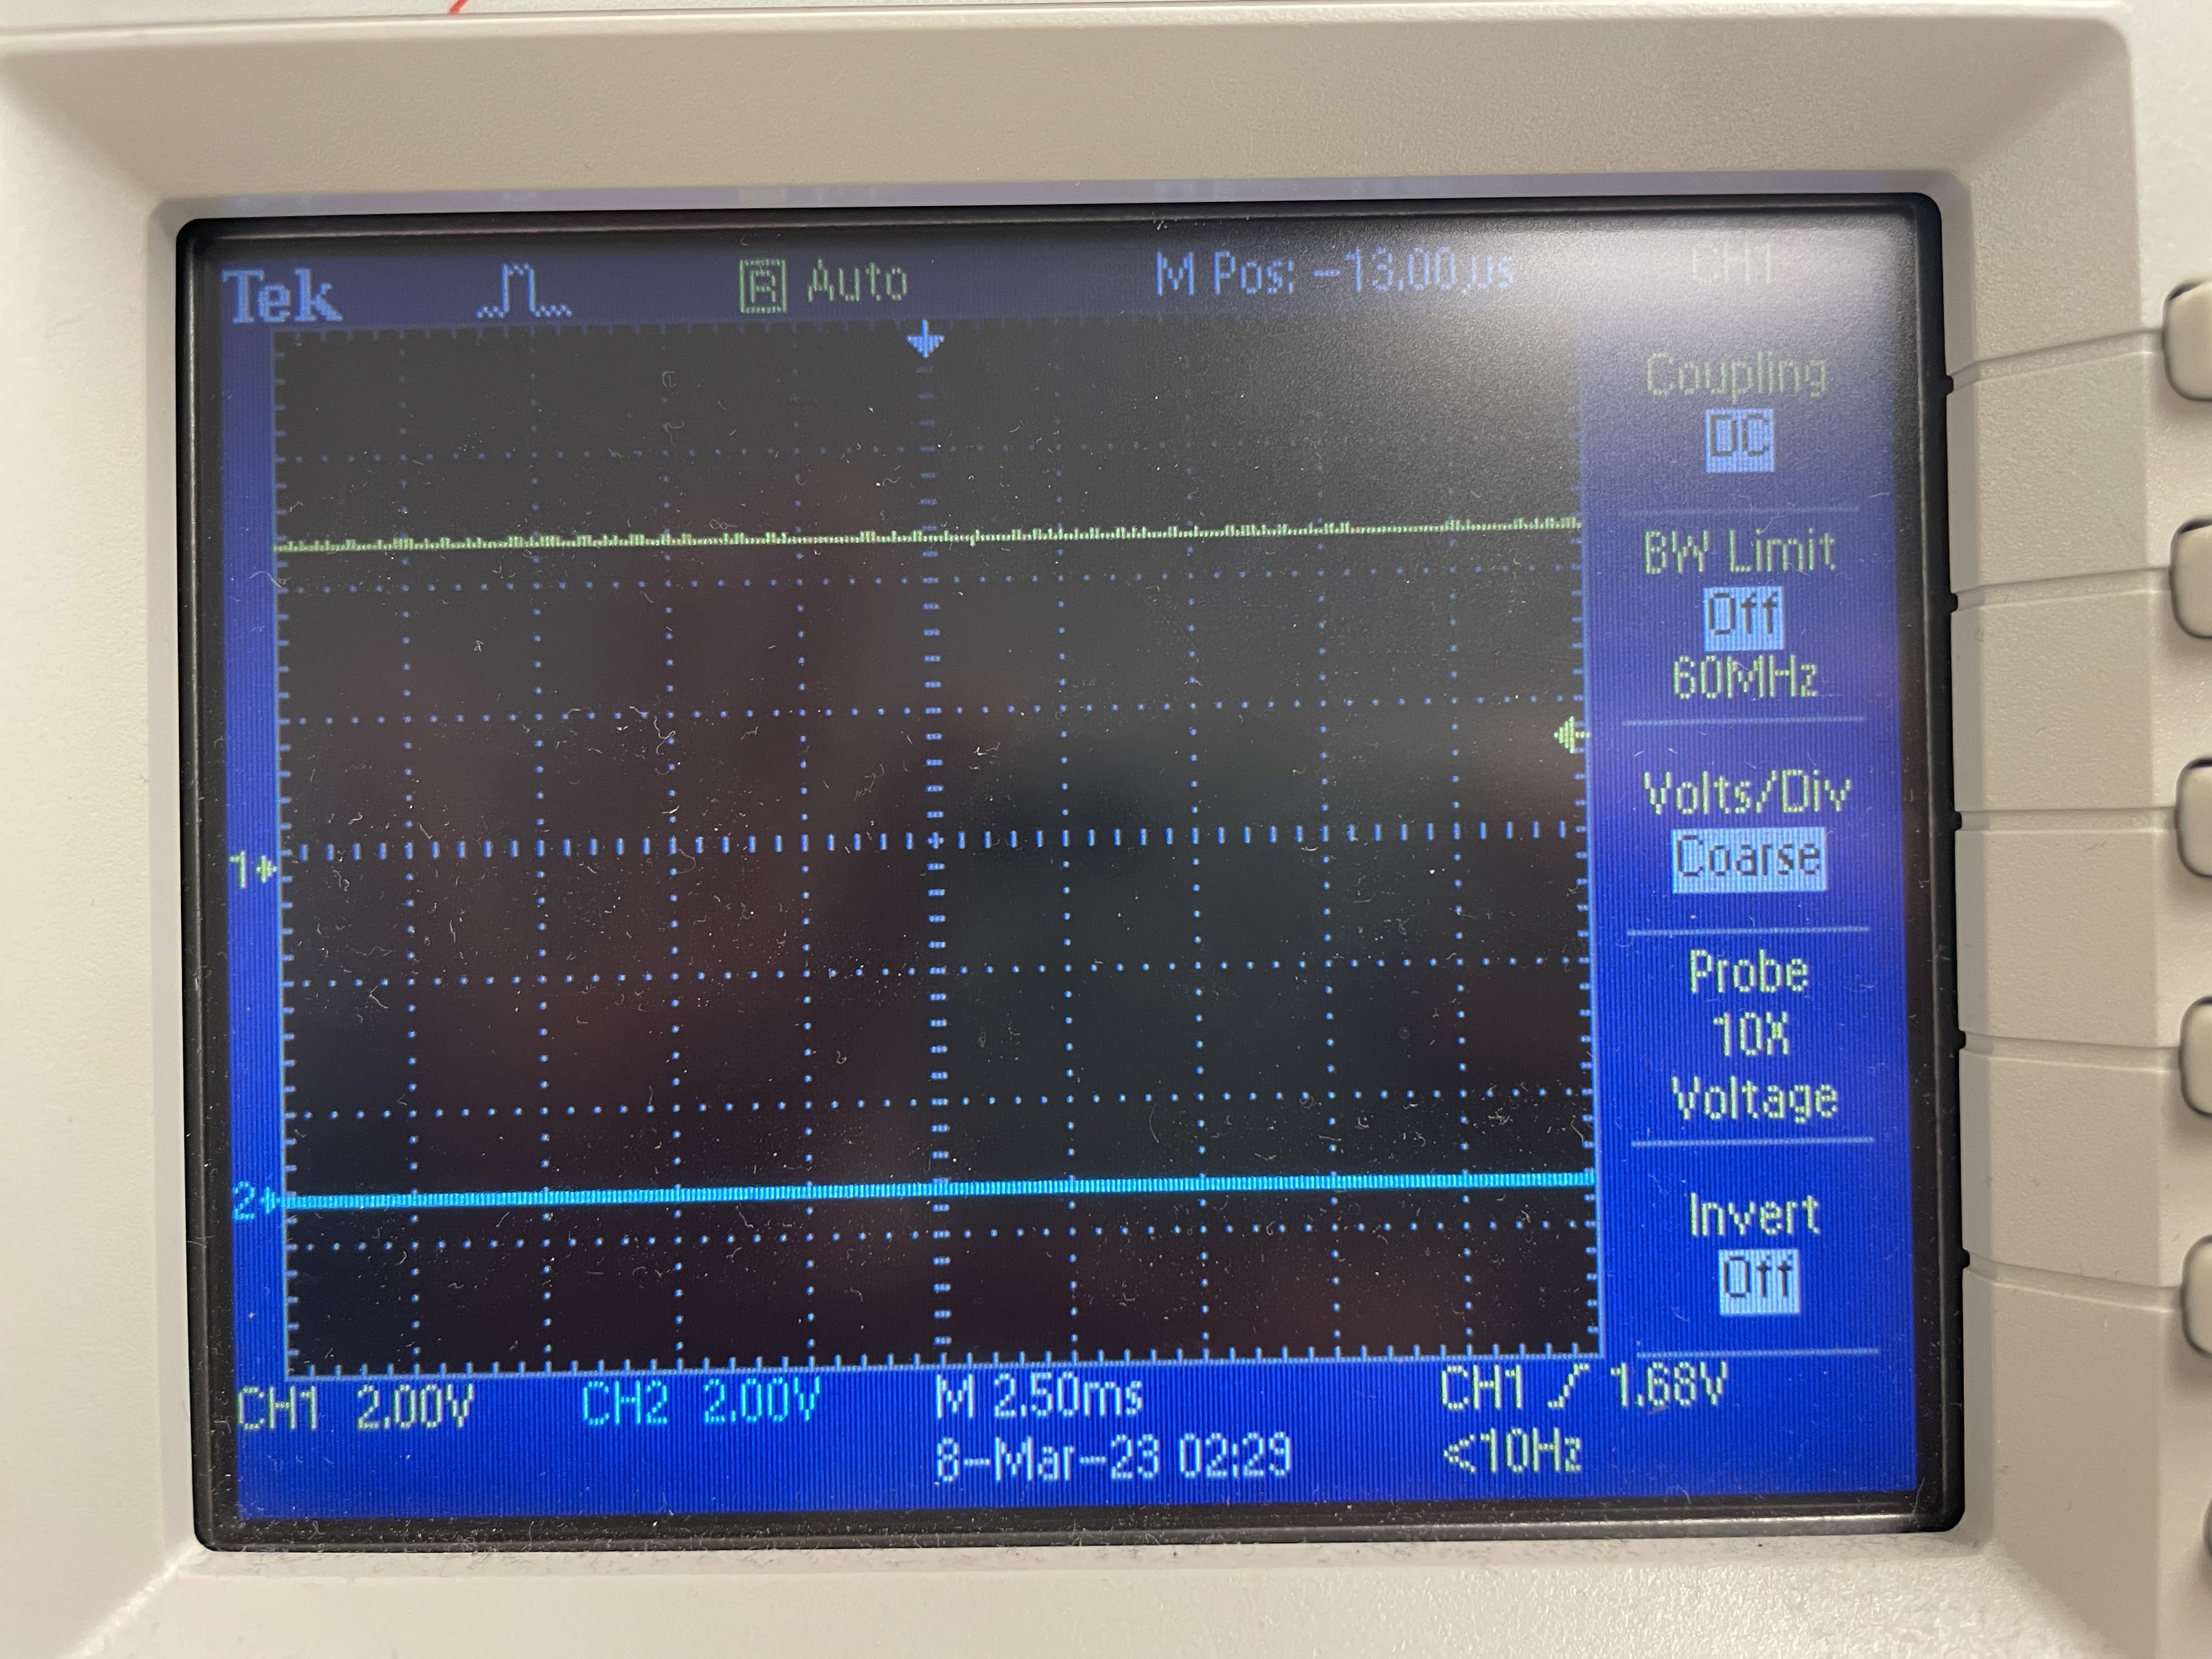 Tek R Auto M Pos: -13.00µs CH1
Coupling
DC
BW Limit
Off
60MHz
Volts/Div
Coarse
Probe
10X
Voltage
Invert
Off
1
2
CH1 2.00V CH2 2.00V M 2.50ms CH1 1.68V
8-Mar-23 02:29 <10Hz